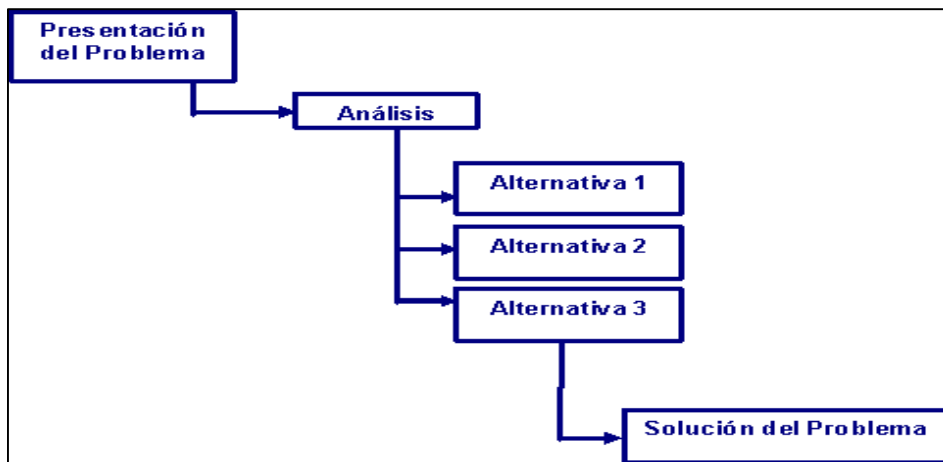 Presentación
del Problema
Análisis
Alternativa 1
Alternativa 2
Alternativa 3
Solución del Problema